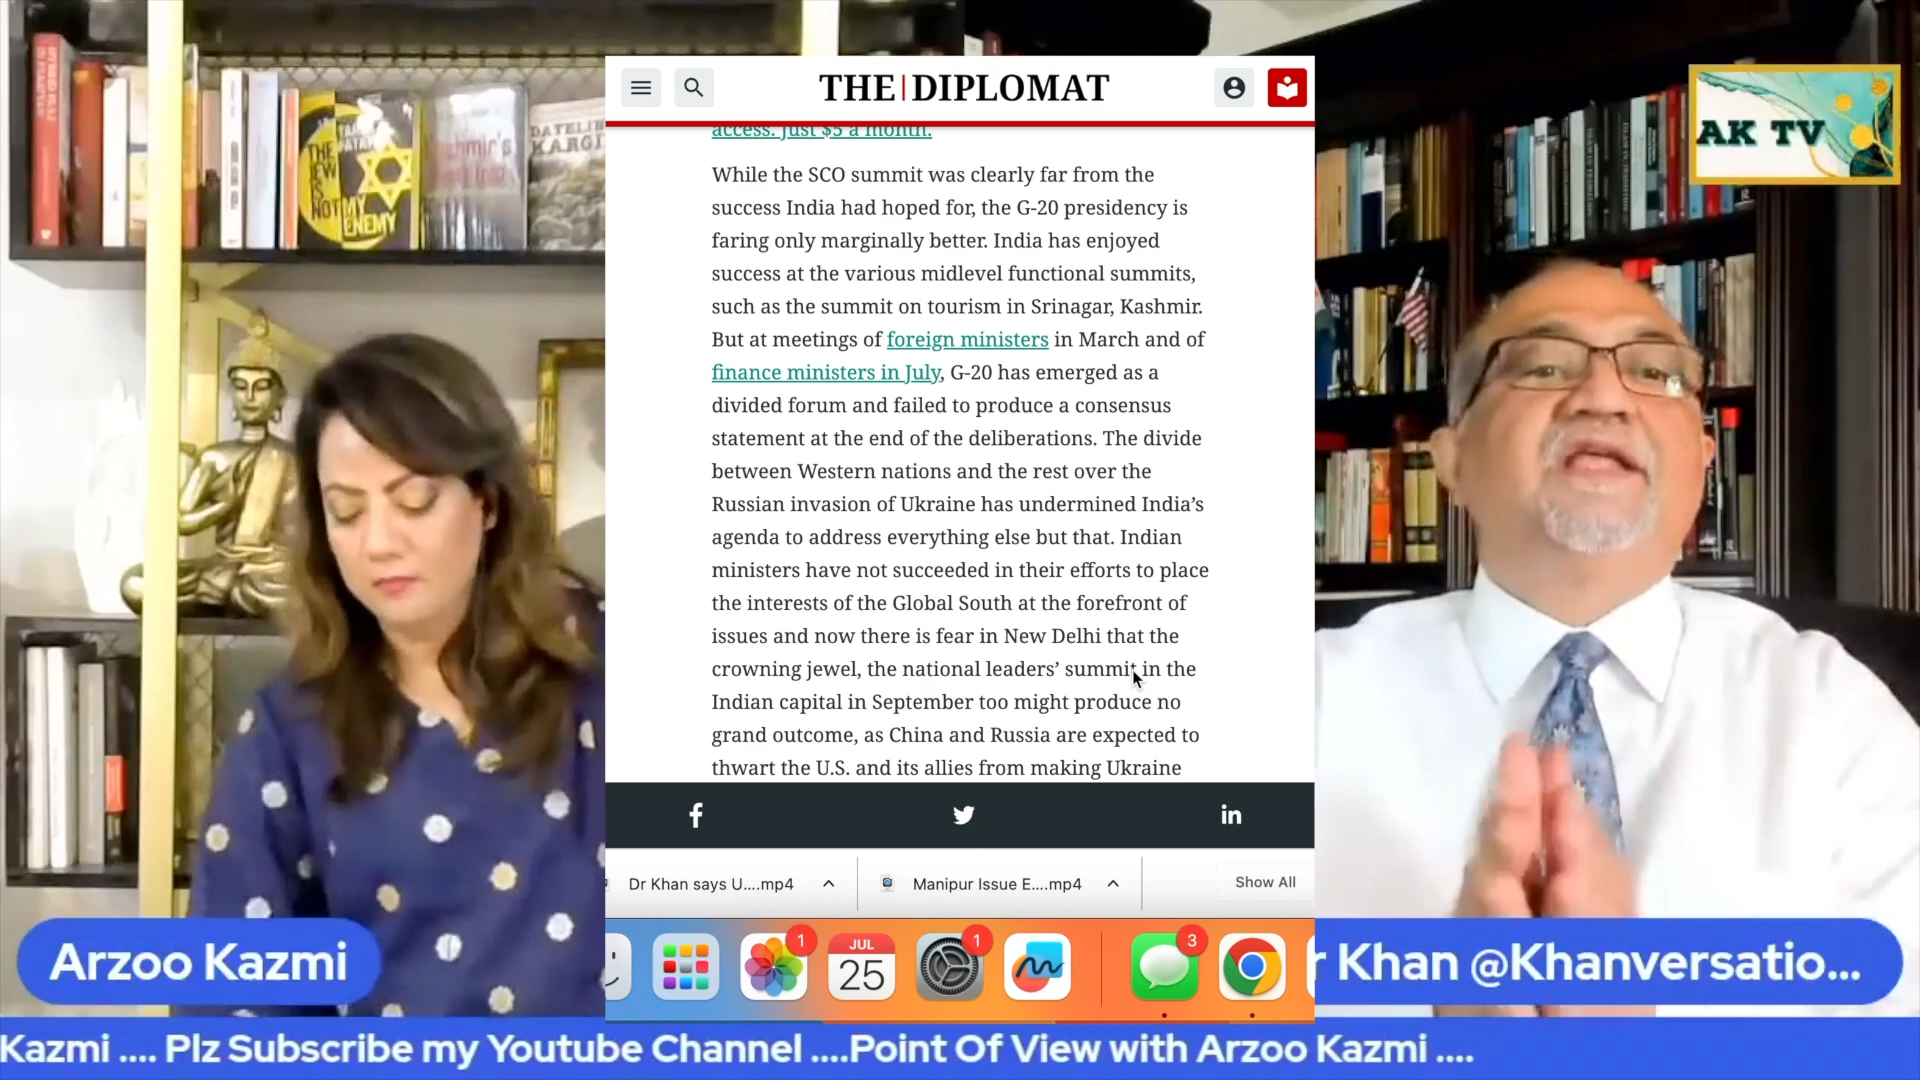 THE JEW IS NOT MY ENEMY
DATELINE
KARGIL
THE|DIPLOMAT
access. Just $5 a month.
While the SCO summit was clearly far from the
success India had hoped for, the G-20 presidency is
faring only marginally better. India has enjoyed
success at the various midlevel functional summits,
such as the summit on tourism in Srinagar, Kashmir.
But at meetings of foreign ministers in March and of
finance ministers in July, G-20 has emerged as a
divided forum and failed to produce a consensus
statement at the end of the deliberations. The divide
between Western nations and the rest over the
Russian invasion of Ukraine has undermined India’s
agenda to address everything else but that. Indian
ministers have not succeeded in their efforts to place
the interests of the Global South at the forefront of
issues and now there is fear in New Delhi that the
crowning jewel, the national leaders’ summit in the
Indian capital in September too might produce no
grand outcome, as China and Russia are expected to
thwart the U.S. and its allies from making Ukraine
Dr Khan says U....mp4
Manipur Issue E....mp4
Show All
1
JUL
25
1
3
AK TV
Arzoo Kazmi
r Khan @Khanversatio...
Kazmi .... Plz Subscribe my Youtube Channel ....Point Of View with Arzoo Kazmi ....